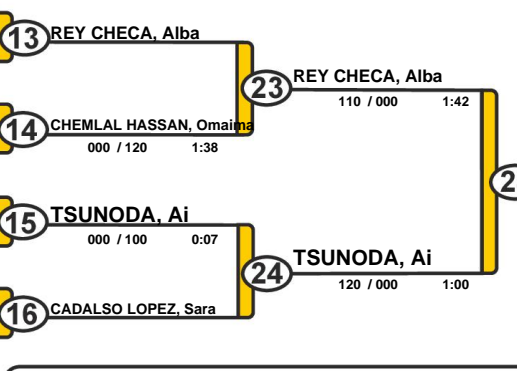 13 REY CHECA, Alba
23 REY CHECA, Alba
110 / 000 1:42
14 CHEMLAL HASSAN, Omaima
000 / 120 1:38
15 TSUNODA, Ai
000 / 100 0:07
24 TSUNODA, Ai
120 / 000 1:00
16 CADALSO LOPEZ, Sara